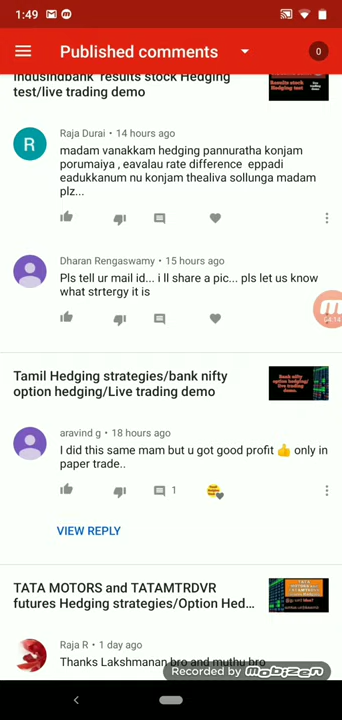 1:49
Published comments
0
Indusindbank results stock Hedging
test/live trading demo
R
Raja Durai • 14 hours ago
madam vanakkam hedging pannuratha konjam
porumaiya , eavalau rate difference eppadi
eadukkanum nu konjam thealiva sollunga madam
plz...
Dharan Rengaswamy • 15 hours ago
Pls tell ur mail id... i ll share a pic... pls let us know
what strtergy it is
04:14
Tamil Hedging strategies/bank nifty
option hedging/Live trading demo
aravind g • 18 hours ago
I did this same mam but u got good profit 👍 only in
paper trade..
1
VIEW REPLY
TATA MOTORS and TATAMTRDVR
futures Hedging strategies/Option Hed...
Raja R • 1 day ago
Thanks Lakshmanan bro and muthu bro
Recorded by mobizen